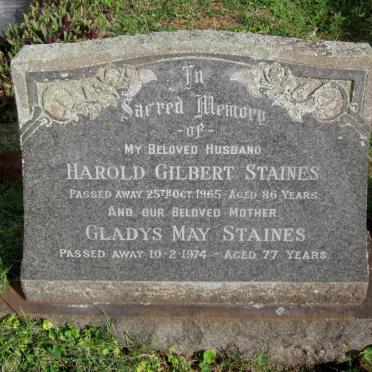 In
Sacred Memory
-of-
My Beloved Husband
Harold Gilbert Staines
Passed away 25th Oct. 1965 - Aged 86 Years.
And our Beloved Mother
Gladys May Staines
Passed away 10-2-1974 - Aged 77 Years.